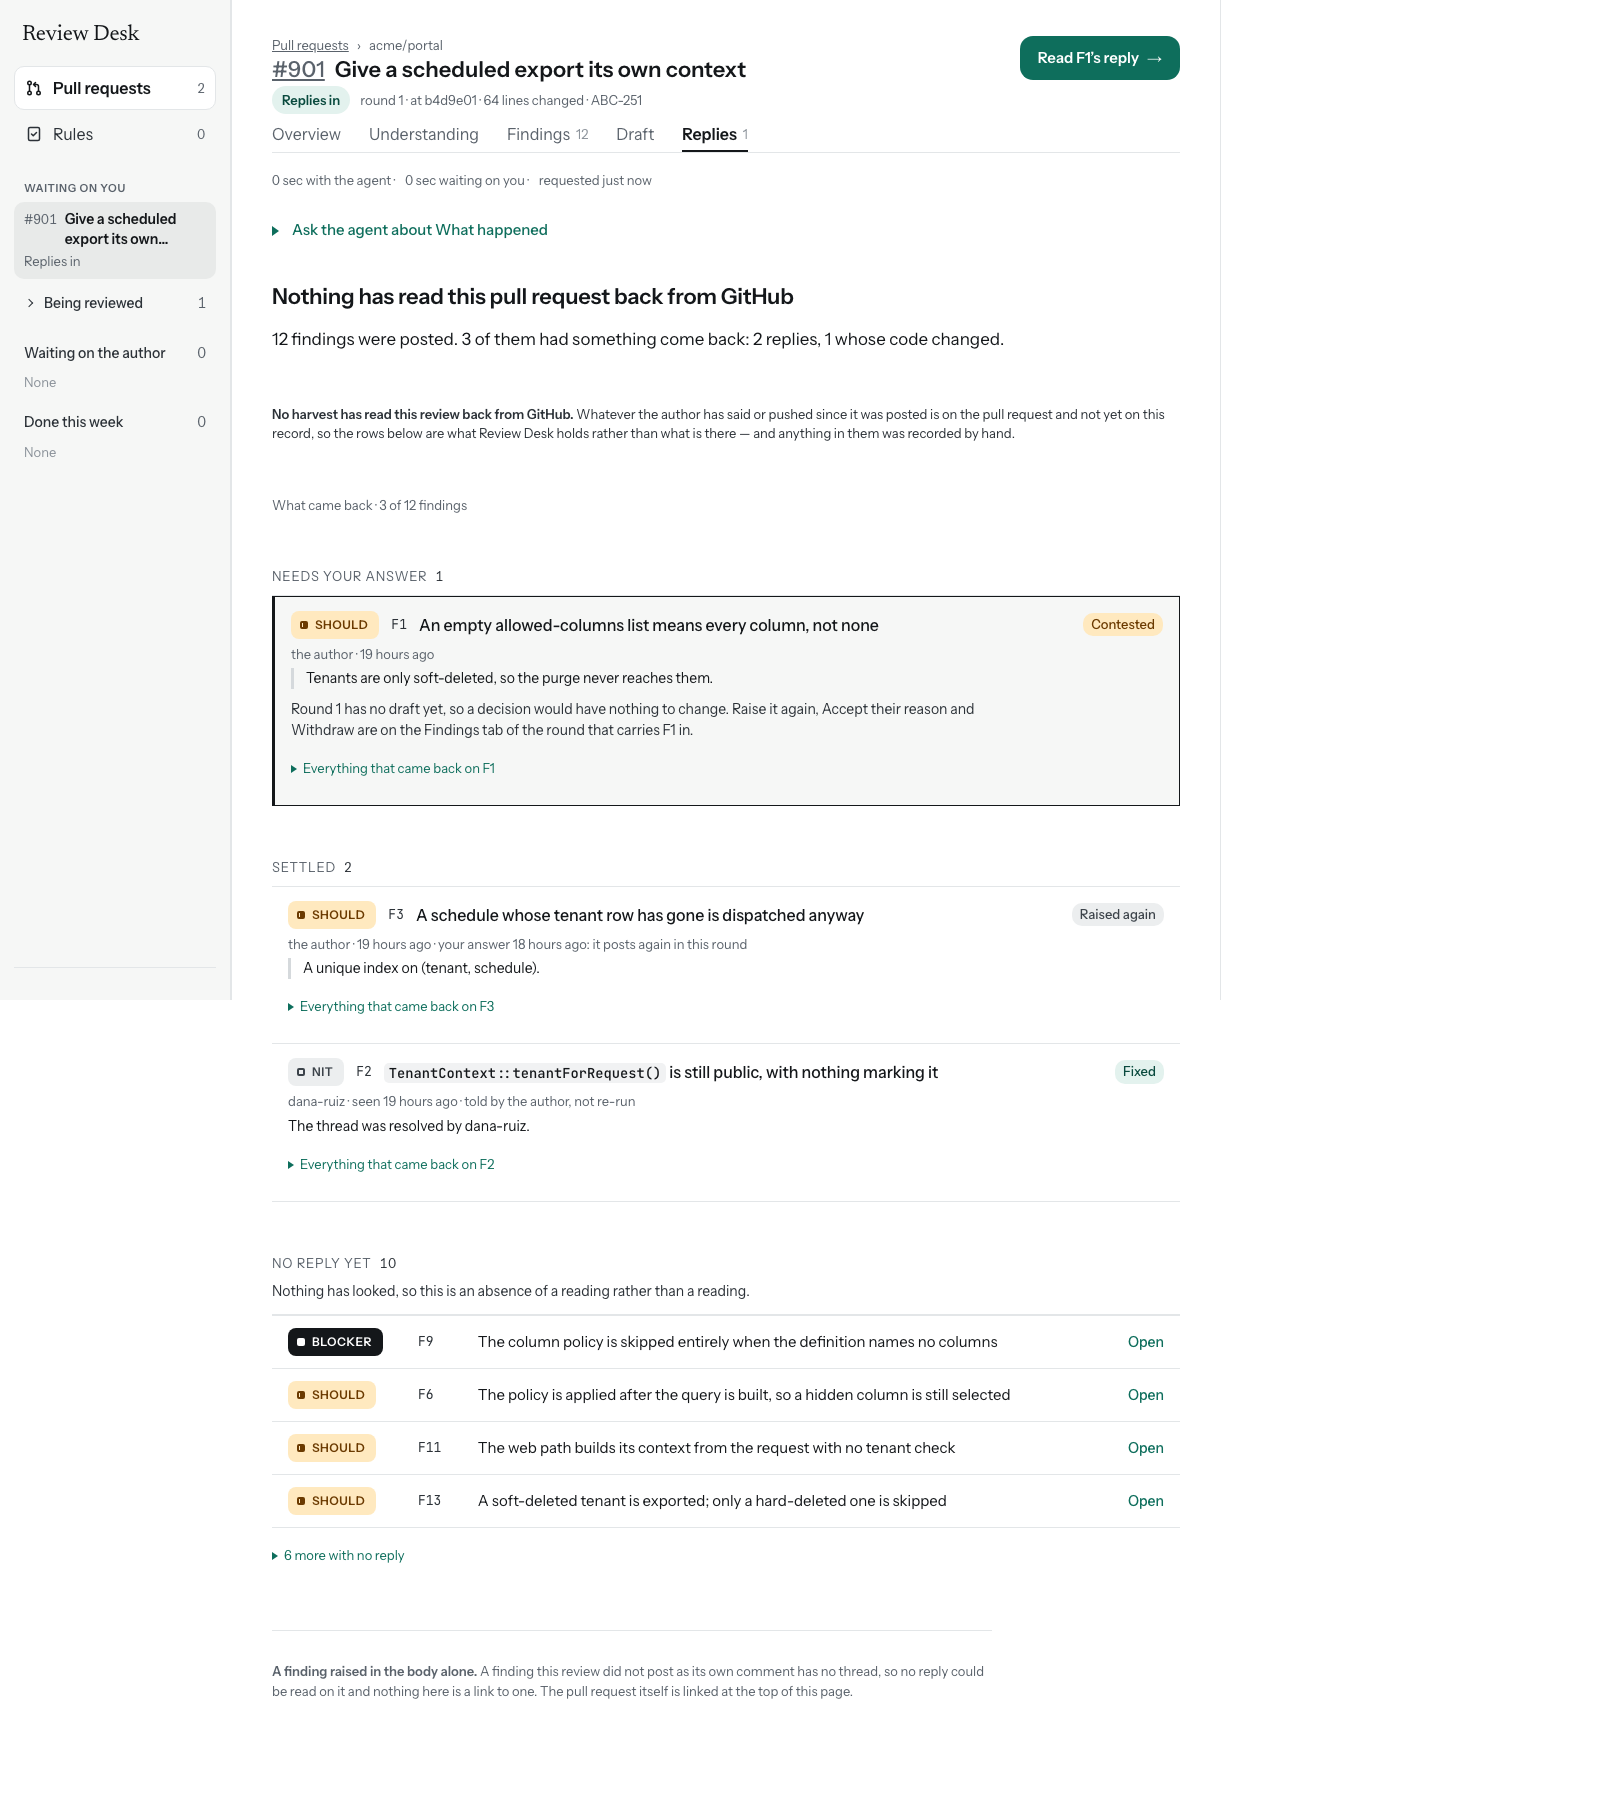 Review Desk
Pull requests 2
Rules 0
WAITING ON YOU
#901 Give a scheduled
export its own...
Replies in
Being reviewed 1
Waiting on the author 0
None
Done this week 0
None
Pull requests › acme/portal
#901 Give a scheduled export its own context
Read F1's reply →
Replies in round 1 · at b4d9e01 · 64 lines changed · ABC-251
Overview Understanding Findings 12 Draft Replies 1
0 sec with the agent · 0 sec waiting on you · requested just now
Ask the agent about What happened
Nothing has read this pull request back from GitHub
12 findings were posted. 3 of them had something come back: 2 replies, 1 whose code changed.
No harvest has read this review back from GitHub. Whatever the author has said or pushed since it was posted is on the pull request and not yet on this
record, so the rows below are what Review Desk holds rather than what is there — and anything in them was recorded by hand.
What came back · 3 of 12 findings
NEEDS YOUR ANSWER 1
SHOULD F1 An empty allowed-columns list means every column, not none Contested
the author · 19 hours ago
Tenants are only soft-deleted, so the purge never reaches them.
Round 1 has no draft yet, so a decision would have nothing to change. Raise it again, Accept their reason and
Withdraw are on the Findings tab of the round that carries F1 in.
Everything that came back on F1
SETTLED 2
SHOULD F3 A schedule whose tenant row has gone is dispatched anyway Raised again
the author · 19 hours ago · your answer 18 hours ago: it posts again in this round
A unique index on (tenant, schedule).
Everything that came back on F3
NIT F2 TenantContext::tenantForRequest() is still public, with nothing marking it Fixed
dana-ruiz · seen 19 hours ago · told by the author, not re-run
The thread was resolved by dana-ruiz.
Everything that came back on F2
NO REPLY YET 10
Nothing has looked, so this is an absence of a reading rather than a reading.
BLOCKER F9 The column policy is skipped entirely when the definition names no columns Open
SHOULD F6 The policy is applied after the query is built, so a hidden column is still selected Open
SHOULD F11 The web path builds its context from the request with no tenant check Open
SHOULD F13 A soft-deleted tenant is exported; only a hard-deleted one is skipped Open
6 more with no reply
A finding raised in the body alone. A finding this review did not post as its own comment has no thread, so no reply could
be read on it and nothing here is a link to one. The pull request itself is linked at the top of this page.